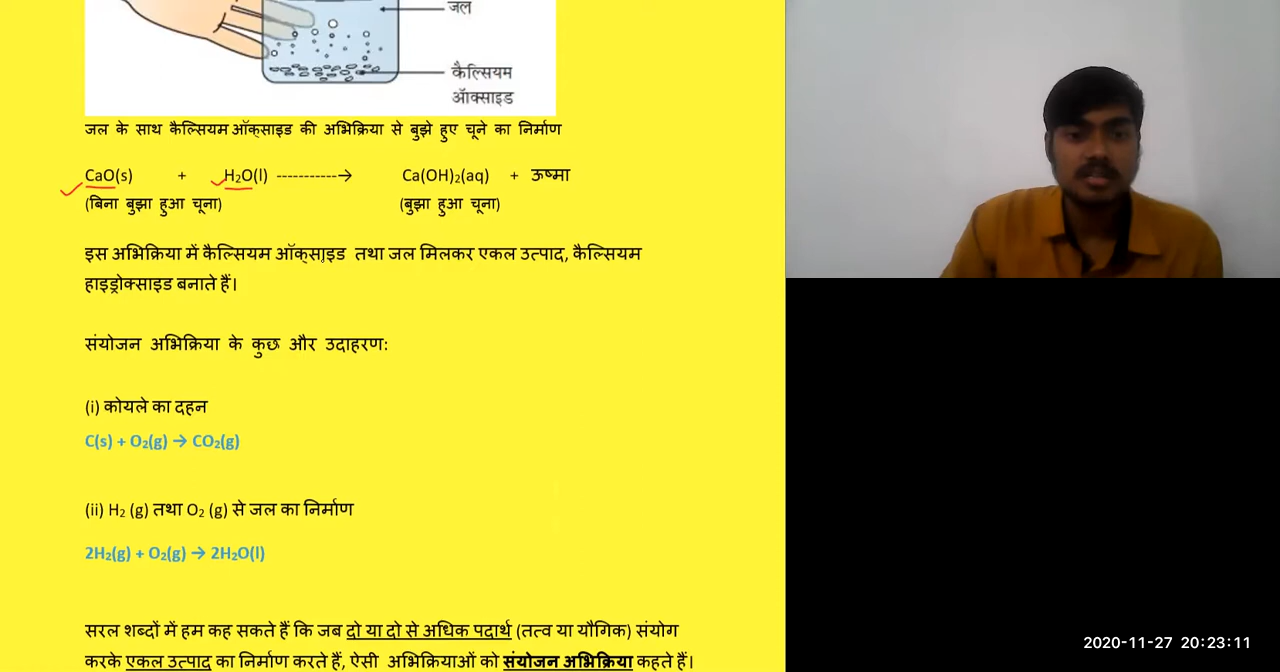 जल
कैल्सियम
ऑक्साइड
जल के साथ कैल्सियम ऑक्साइड की अभिक्रिया से बुझे हुए चूने का निर्माण
CaO(s) + H₂O(l) -----------→ Ca(OH)₂(aq) + ऊष्मा
(बिना बुझा हुआ चूना) (बुझा हुआ चूना)
इस अभिक्रिया में कैल्सियम ऑक्साइड तथा जल मिलकर एकल उत्पाद, कैल्सियम
हाइड्रोक्साइड बनाते हैं।
संयोजन अभिक्रिया के कुछ और उदाहरण:
(i) कोयले का दहन
C(s) + O₂(g) → CO₂(g)
(ii) H₂ (g) तथा O₂ (g) से जल का निर्माण
2H₂(g) + O₂(g) → 2H₂O(l)
सरल शब्दों में हम कह सकते हैं कि जब दो या दो से अधिक पदार्थ (तत्व या यौगिक) संयोग
करके एकल उत्पाद का निर्माण करते हैं, ऐसी अभिक्रियाओं को संयोजन अभिक्रिया कहते हैं।
2020-11-27 20:23:11